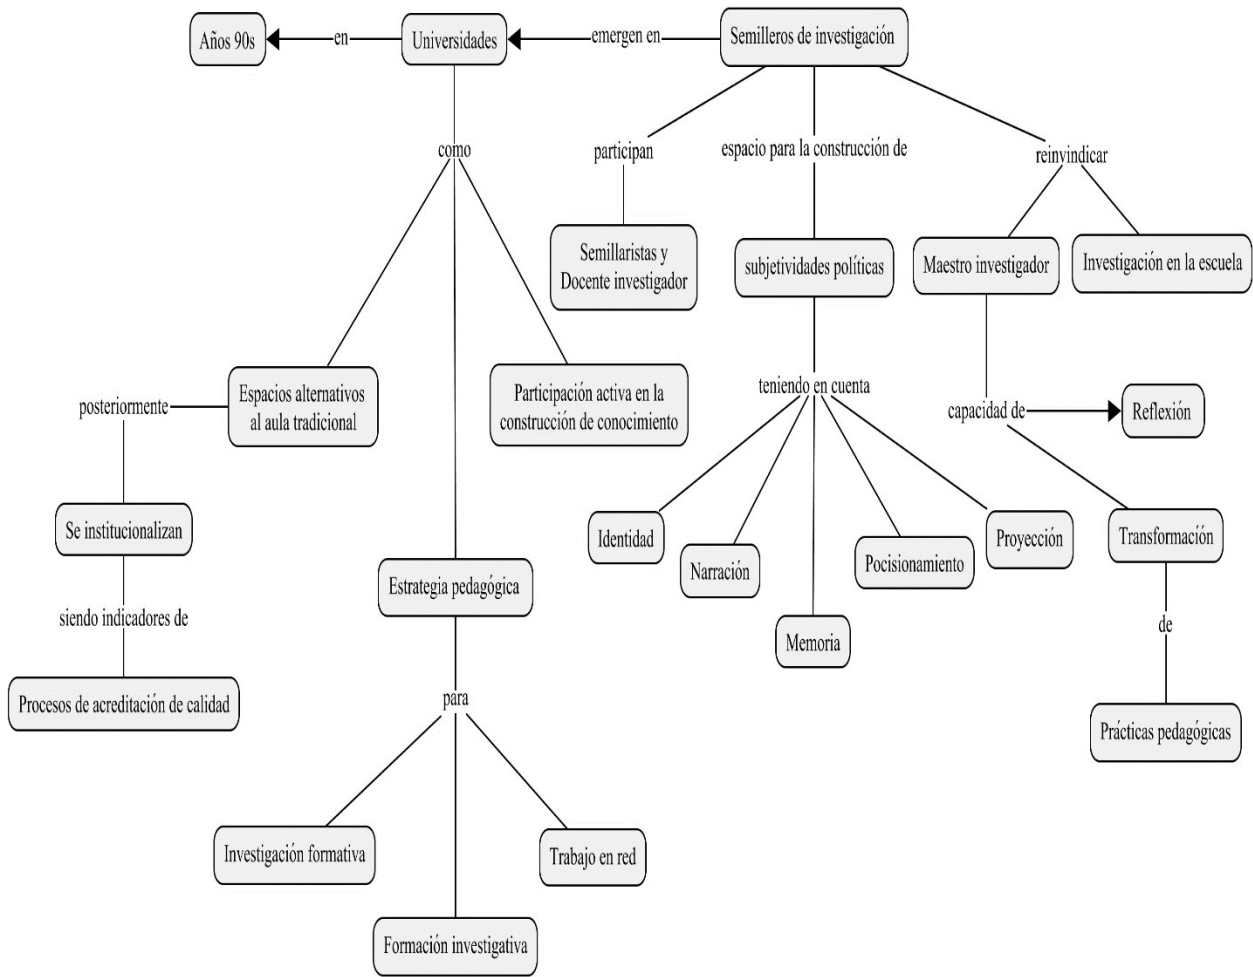 Años 90s
en
Universidades
emergen en
Semilleros de investigación
como
participan
espacio para la construcción de
reinvindicar
Semillaristas y
Docente investigador
subjetividades políticas
Maestro investigador
Investigación en la escuela
posteriormente
Espacios alternativos
al aula tradicional
Participación activa en la
construcción de conocimiento
teniendo en cuenta
capacidad de
Reflexión
Se institucionalizan
Identidad
Narración
Memoria
Pocisionamiento
Proyección
Transformación
Estrategia pedagógica
siendo indicadores de
de
Procesos de acreditación de calidad
para
Prácticas pedagógicas
Investigación formativa
Trabajo en red
Formación investigativa